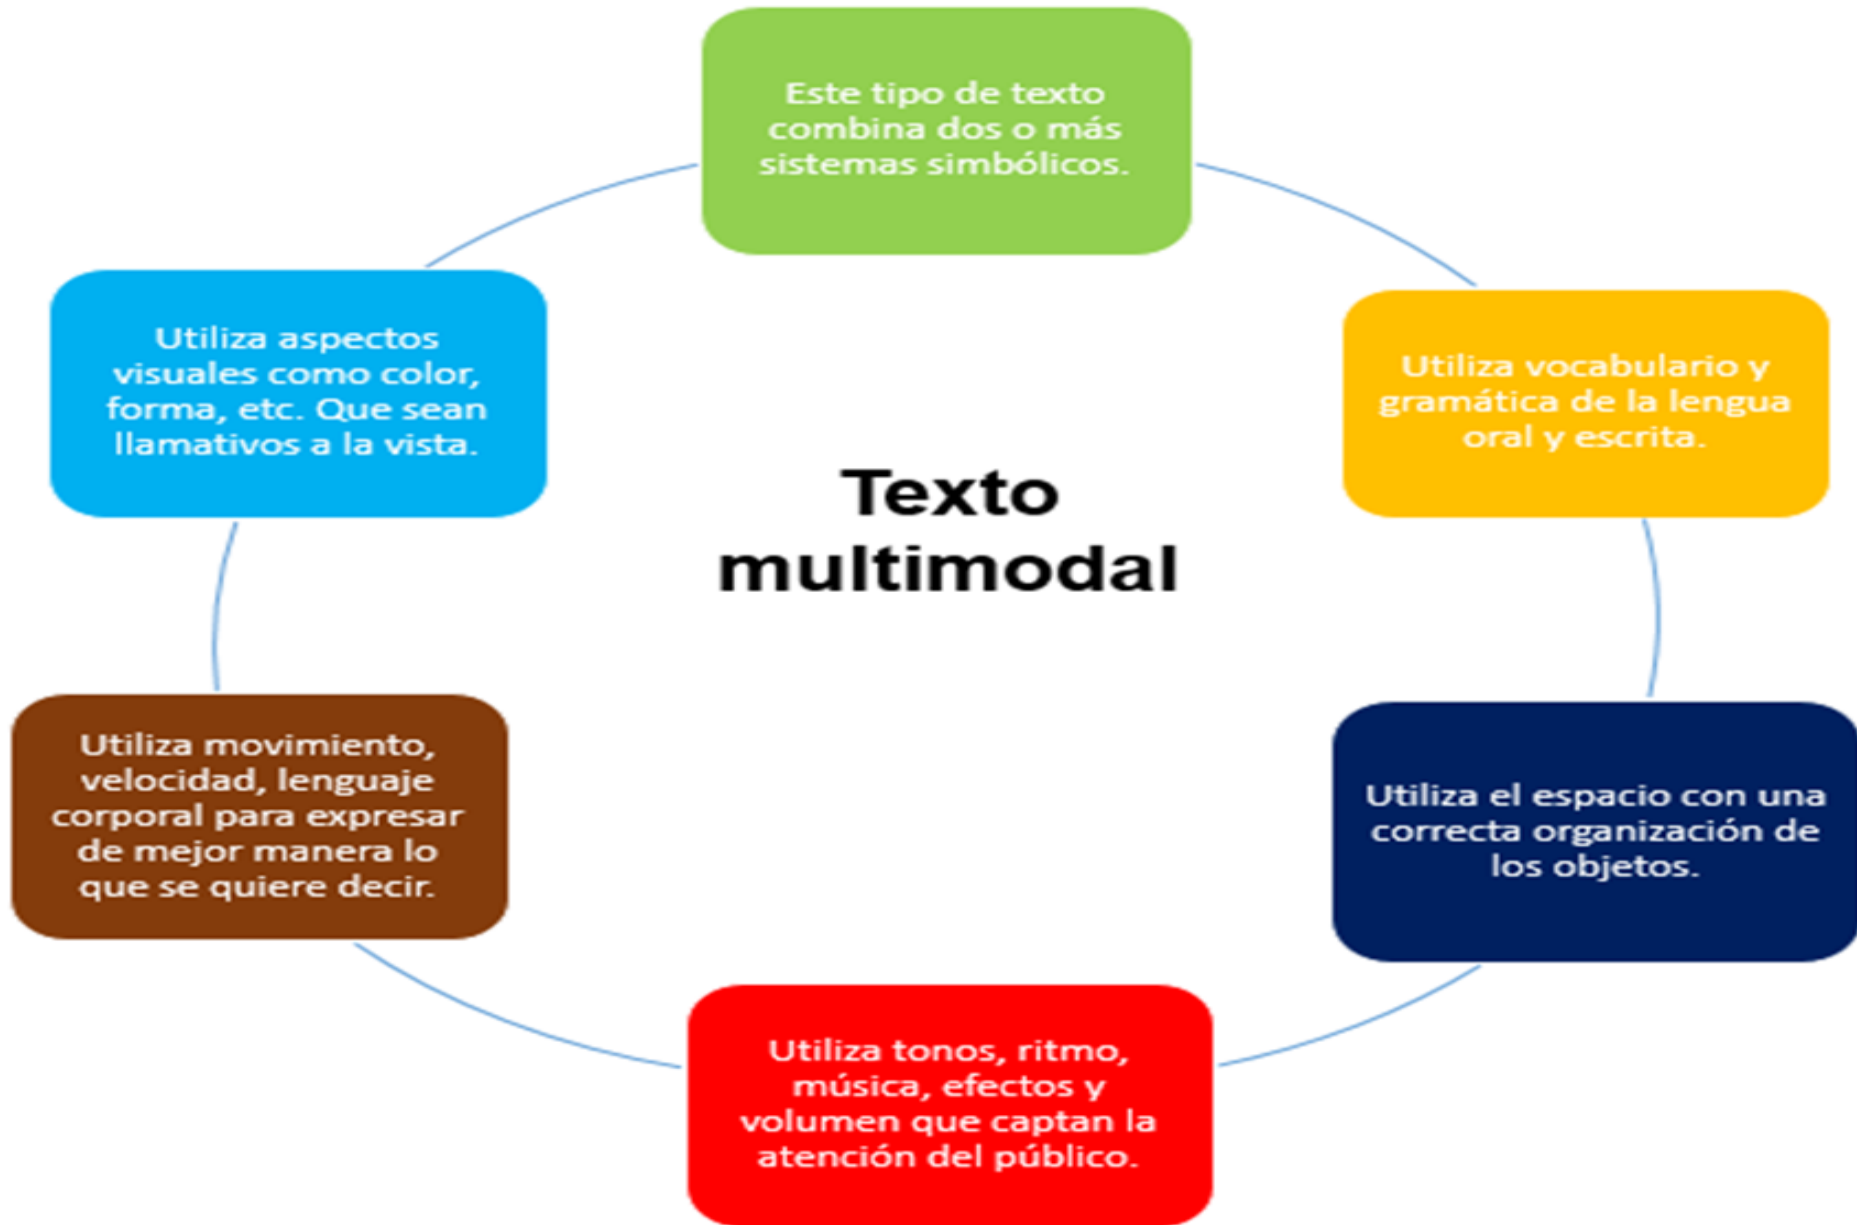 Este tipo de texto
combina dos o más
sistemas simbólicos.
Utiliza vocabulario y
gramática de la lengua
oral y escrita.
Utiliza el espacio con una
correcta organización de
los objetos.
Utiliza tonos, ritmo,
música, efectos y
volumen que captan la
atención del público.
Utiliza movimiento,
velocidad, lenguaje
corporal para expresar
de mejor manera lo
que se quiere decir.
Utiliza aspectos
visuales como color,
forma, etc. Que sean
llamativos a la vista.
Texto
multimodal